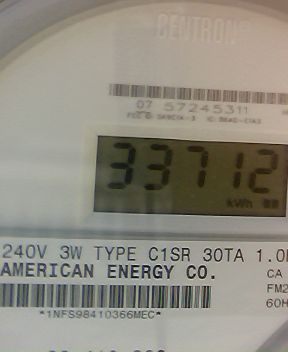 CENTRON®
07 57245311
33712
kWh
240V 3W TYPE C1SR 30TA 1.0
AMERICAN ENERGY CO.
CA
FM2
60H
*1NFS98410366MEC*